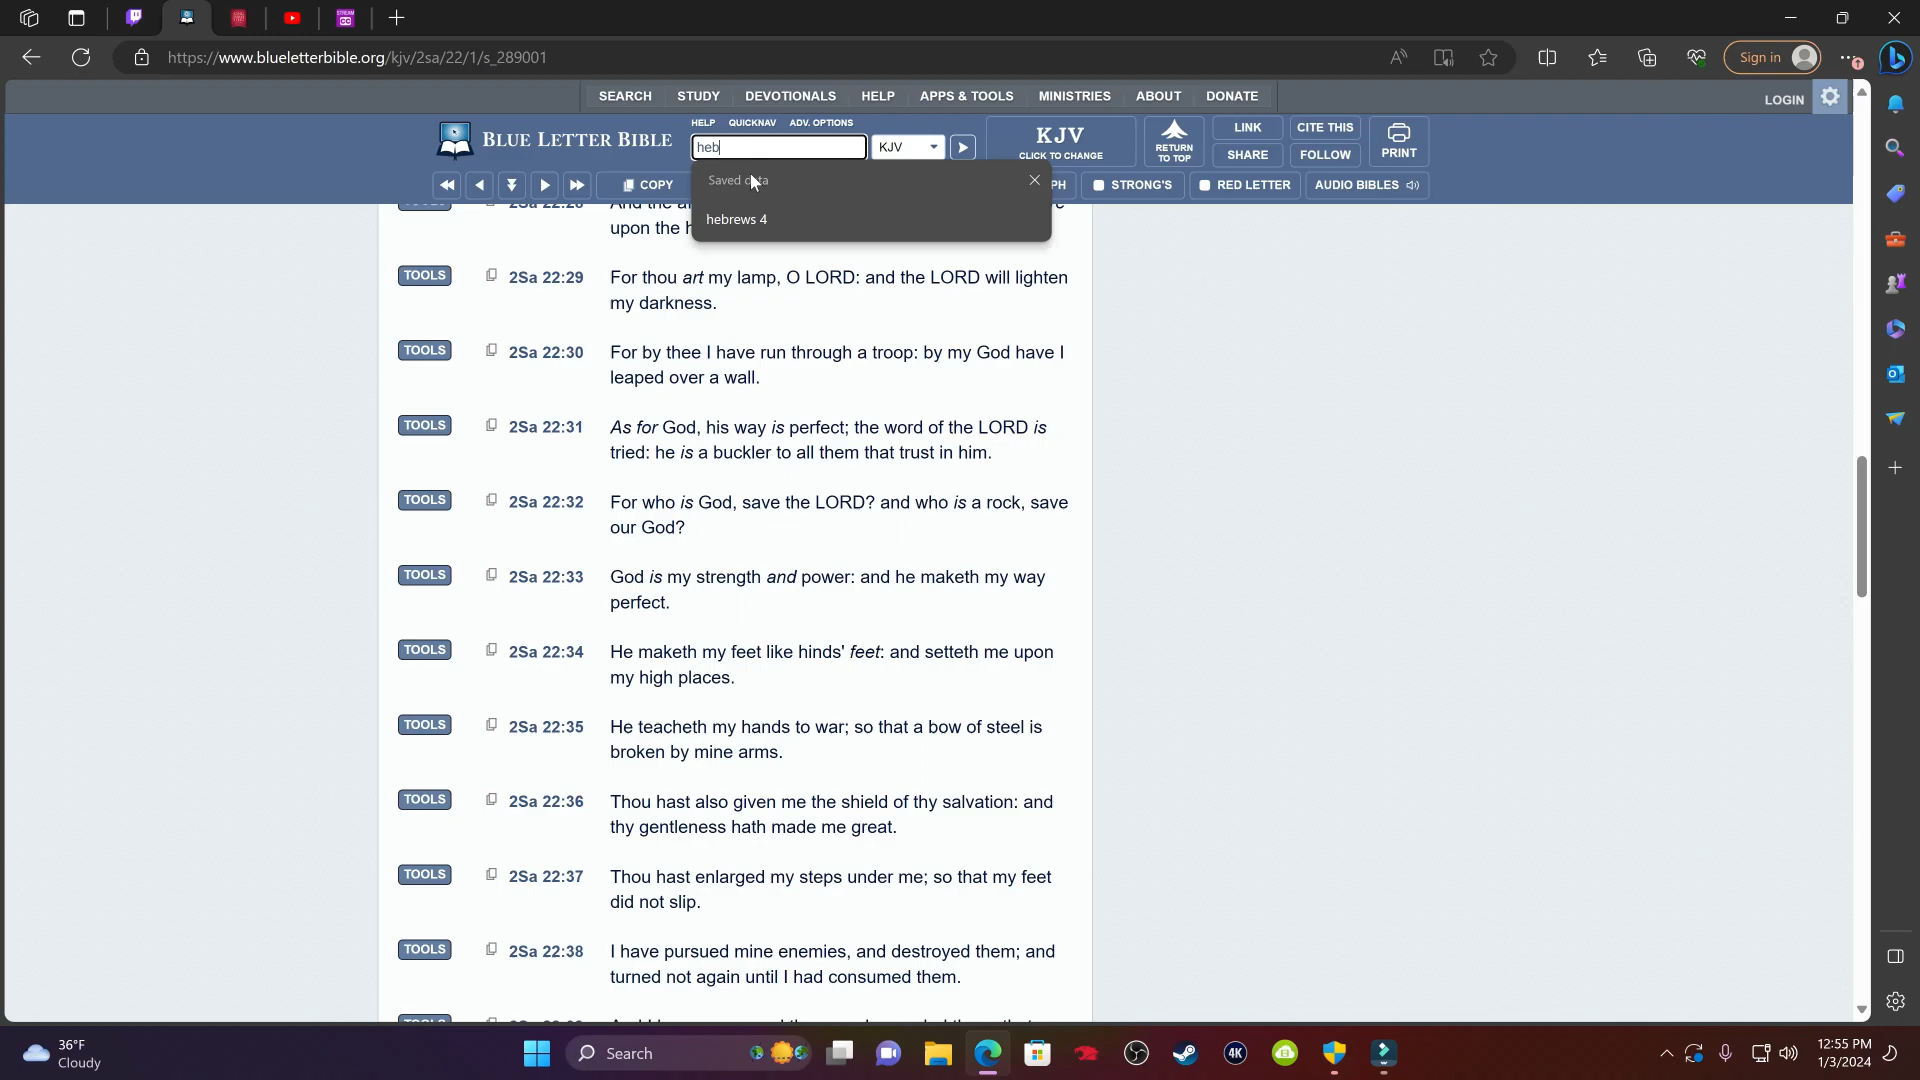 STREAM
CC
https://www.blueletterbible.org/kjv/2sa/22/1/s_289001
Sign in
SEARCH STUDY DEVOTIONALS HELP APPS & TOOLS MINISTRIES ABOUT DONATE
LOGIN
HELP QUICKNAV ADV. OPTIONS
BLUE LETTER BIBLE
heb
KJV
KJV
CLICK TO CHANGE
RETURN
TO TOP
LINK
CITE THIS
SHARE
FOLLOW
PRINT
COPY
PH
STRONG'S
RED LETTER
AUDIO BIBLES
Saved data
hebrews 4
upon the h
TOOLS 2Sa 22:29 For thou art my lamp, O LORD: and the LORD will lighten
my darkness.
TOOLS 2Sa 22:30 For by thee I have run through a troop: by my God have I
leaped over a wall.
TOOLS 2Sa 22:31 As for God, his way is perfect; the word of the LORD is
tried: he is a buckler to all them that trust in him.
TOOLS 2Sa 22:32 For who is God, save the LORD? and who is a rock, save
our God?
TOOLS 2Sa 22:33 God is my strength and power: and he maketh my way
perfect.
TOOLS 2Sa 22:34 He maketh my feet like hinds' feet: and setteth me upon
my high places.
TOOLS 2Sa 22:35 He teacheth my hands to war; so that a bow of steel is
broken by mine arms.
TOOLS 2Sa 22:36 Thou hast also given me the shield of thy salvation: and
thy gentleness hath made me great.
TOOLS 2Sa 22:37 Thou hast enlarged my steps under me; so that my feet
did not slip.
TOOLS 2Sa 22:38 I have pursued mine enemies, and destroyed them; and
turned not again until I had consumed them.
36°F
Cloudy
Search
4K
12:55 PM
1/3/2024